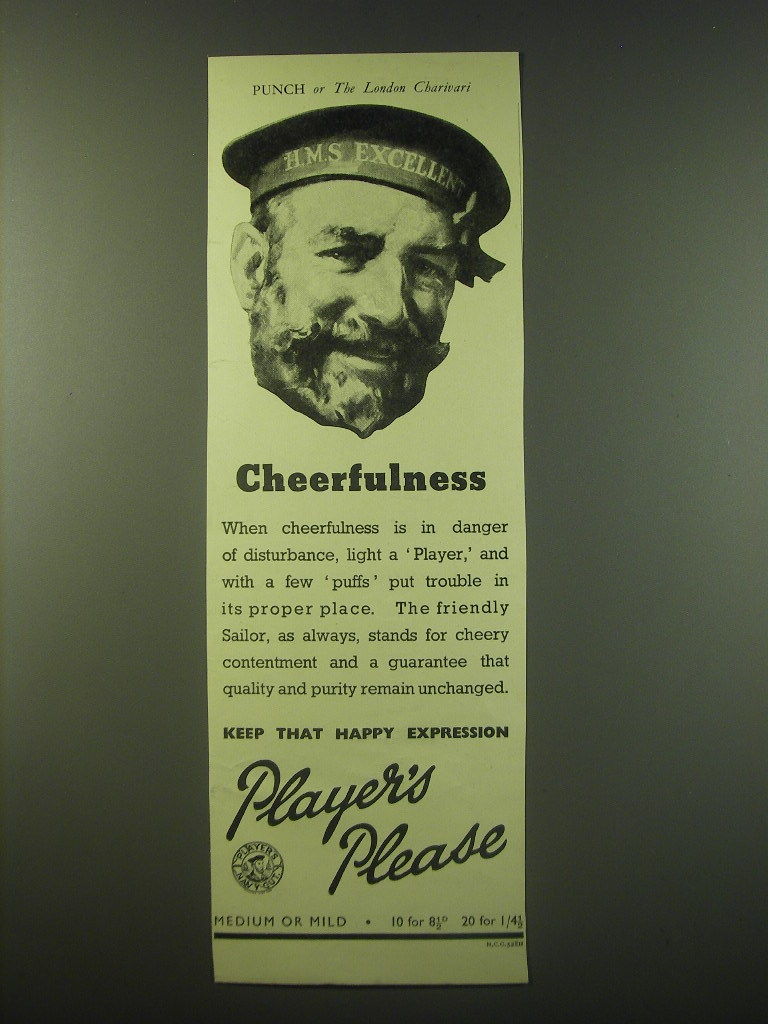 PUNCH or The London Charivari
H.M.S EXCELLENT
Cheerfulness
When cheerfulness is in danger
of disturbance, light a ‘Player,’ and
with a few ‘puffs’ put trouble in
its proper place. The friendly
Sailor, as always, stands for cheery
contentment and a guarantee that
quality and purity remain unchanged.
KEEP THAT HAPPY EXPRESSION
Player's
Please
PLAYER'S
NAVY CUT
MEDIUM OR MILD • 10 for 8½D 20 for 1/4½